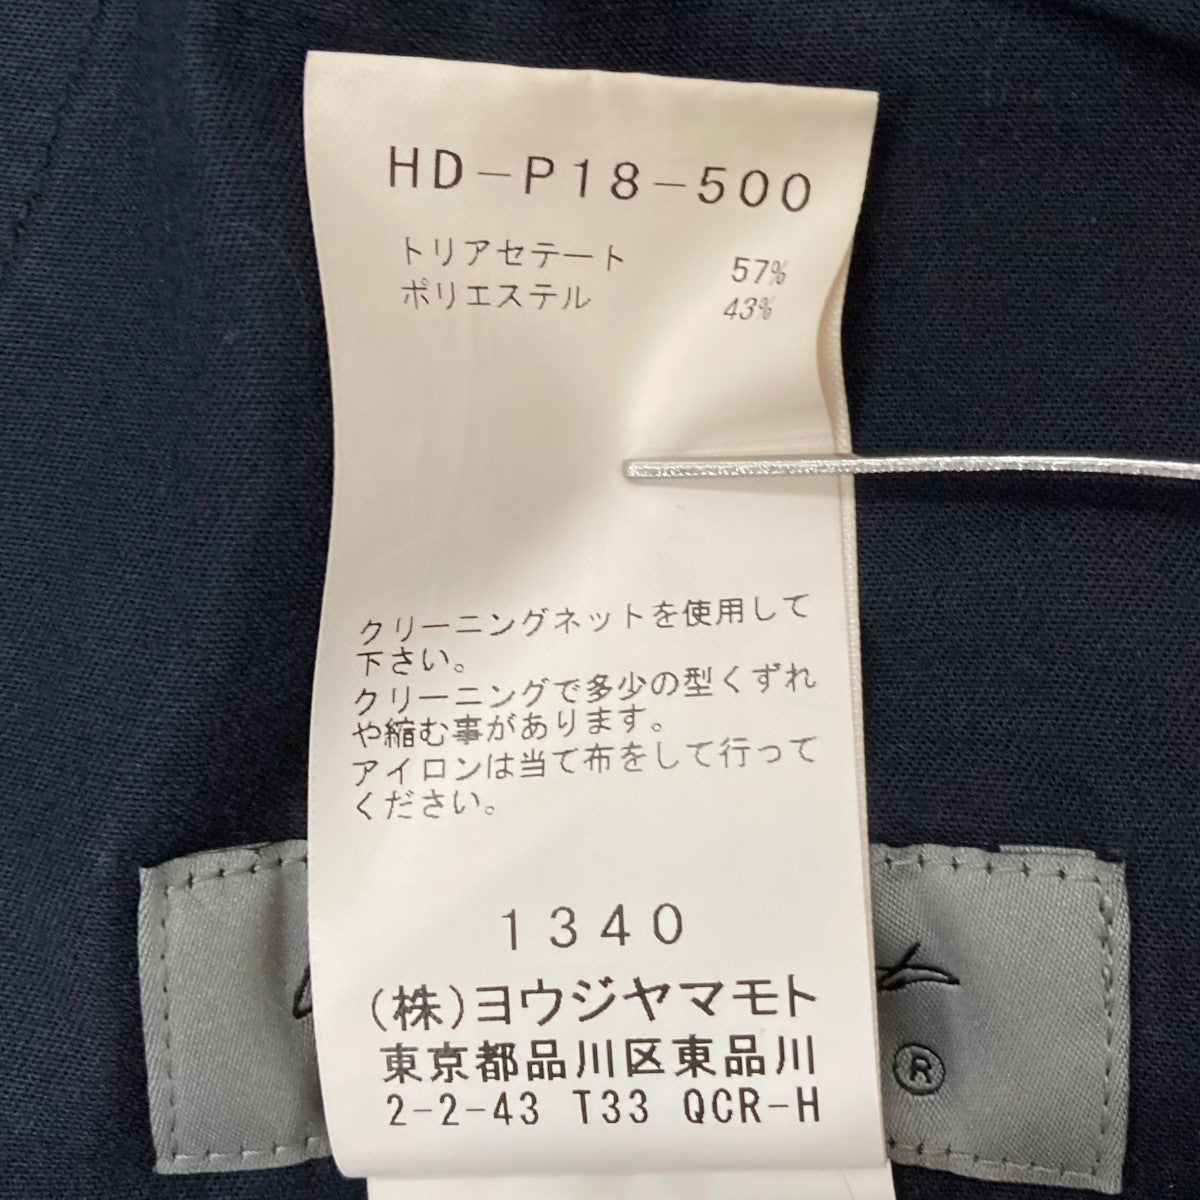 HD-P18-500
トリアセテート 57%
ポリエステル 43%
クリーニングネットを使用して
下さい。
クリーニングで多少の型くずれ
や縮む事があります。
アイロンは当て布をして行って
ください。
1340
(株)ヨウジヤマモト
東京都品川区東品川
2-2-43 T33 QCR-H
®